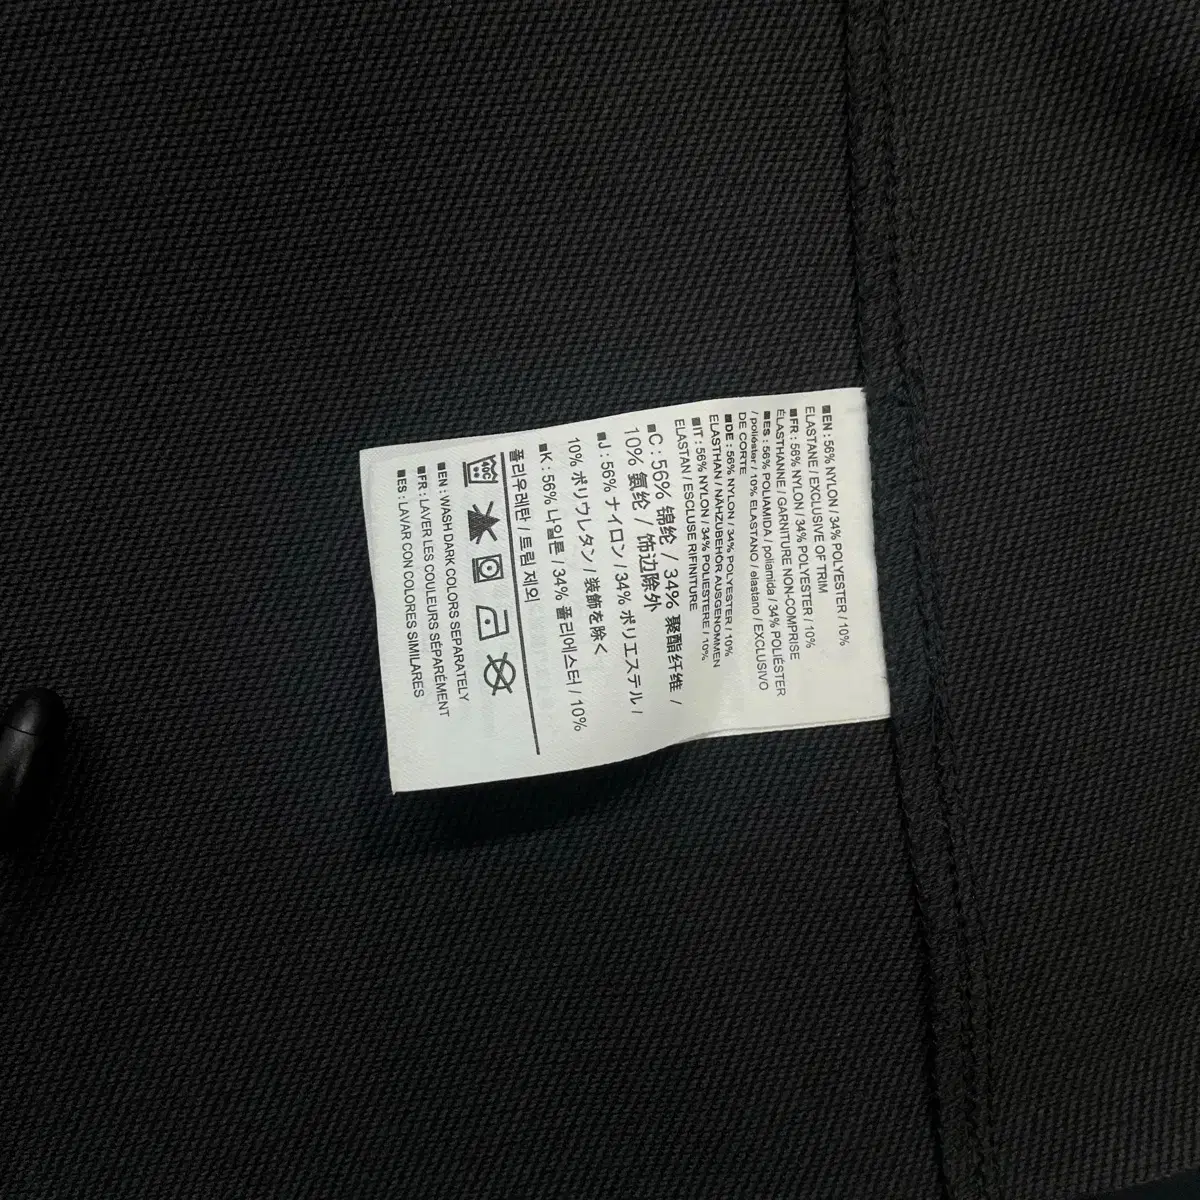 ■EN : 56% NYLON / 34% POLYESTER / 10%
ELASTANE / EXCLUSIVE OF TRIM
■FR : 56% NYLON / 34% POLYESTER / 10%
ÉLASTHANNE / GARNITURE NON-COMPRISE
■ES : 56% POLIAMIDA / poliamida / 34% POLIÉSTER
/ poliéster / 10% ELASTANO / elastano / EXCLUSIVO
DE CORTE
■DE : 56% NYLON / 34% POLYESTER / 10%
ELASTHAN / NÄHZUBEHÖR AUSGENOMMEN
■IT : 56% NYLON / 34% POLIESTERE / 10%
ELASTAN / ESCLUSE RIFINITURE
■C : 56% 锦纶 / 34% 聚酯纤维 /
10% 氨纶 / 饰边除外
■J : 56% ナイロン / 34% ポリエステル /
10% ポリウレタン / 装飾を除く
■K : 56% 나일론 / 34% 폴리에스터 / 10%
폴리우레탄 / 트림 제외
40C
■EN : WASH DARK COLORS SEPARATELY
■FR : LAVER LES COULEURS SÉPARÉMENT
■ES : LAVAR CON COLORES SIMILARES